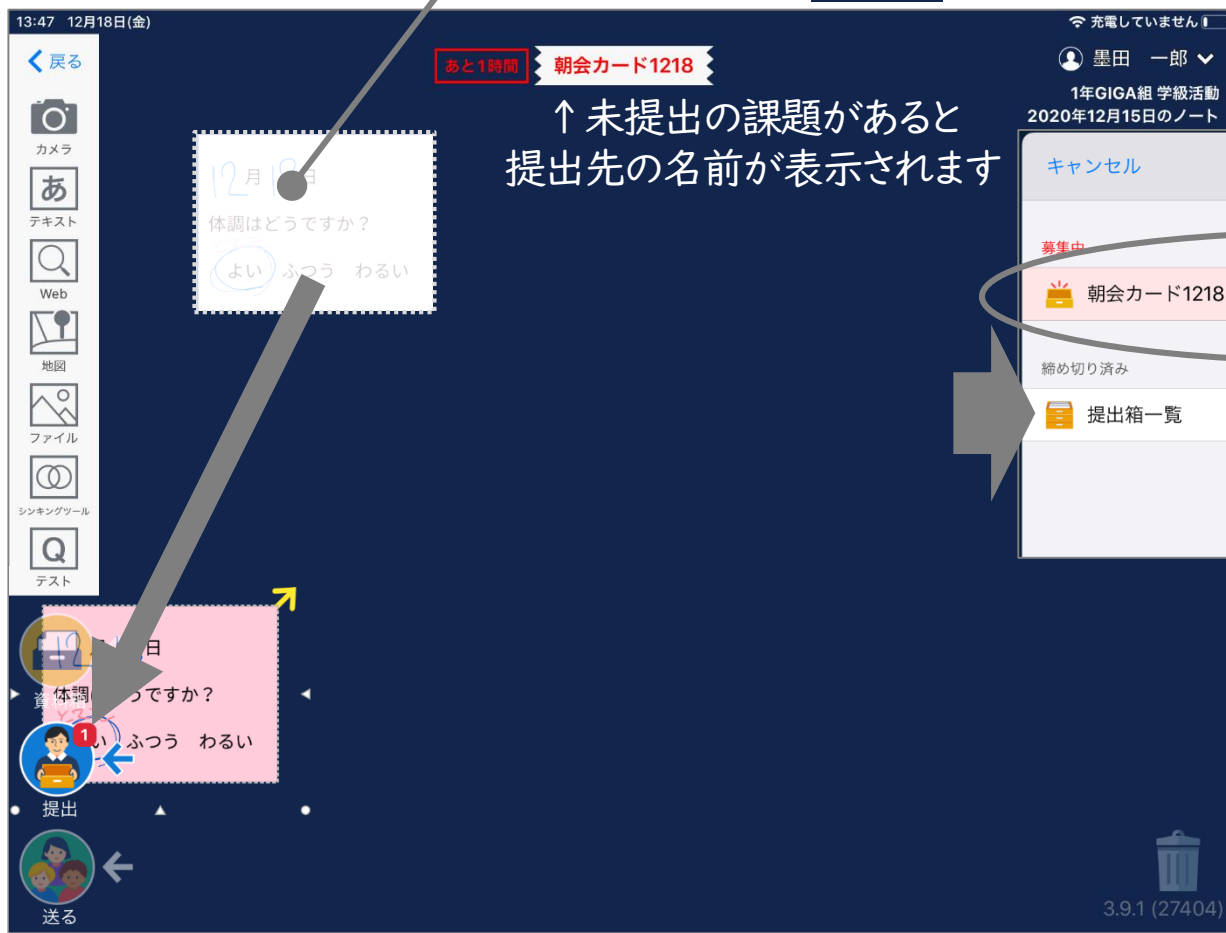 13:47 12月18日(金)
充電していません
戻る
あと1時間
朝会カード1218
墨田 一郎
1年GIGA組 学級活動
2020年12月15日のノート
↑未提出の課題があると
提出先の名前が表示されます
カメラ
あ
テキスト
Web
地図
ファイル
シンキングツール
Q
テスト
12月1 日
体調はどうですか？
よい ふつう わるい
キャンセル
募集中
朝会カード1218
締め切り済み
提出箱一覧
12 日
資料箱
体調 うですか？
い ふつう わるい
1
提出
送る
3.9.1 (27404)